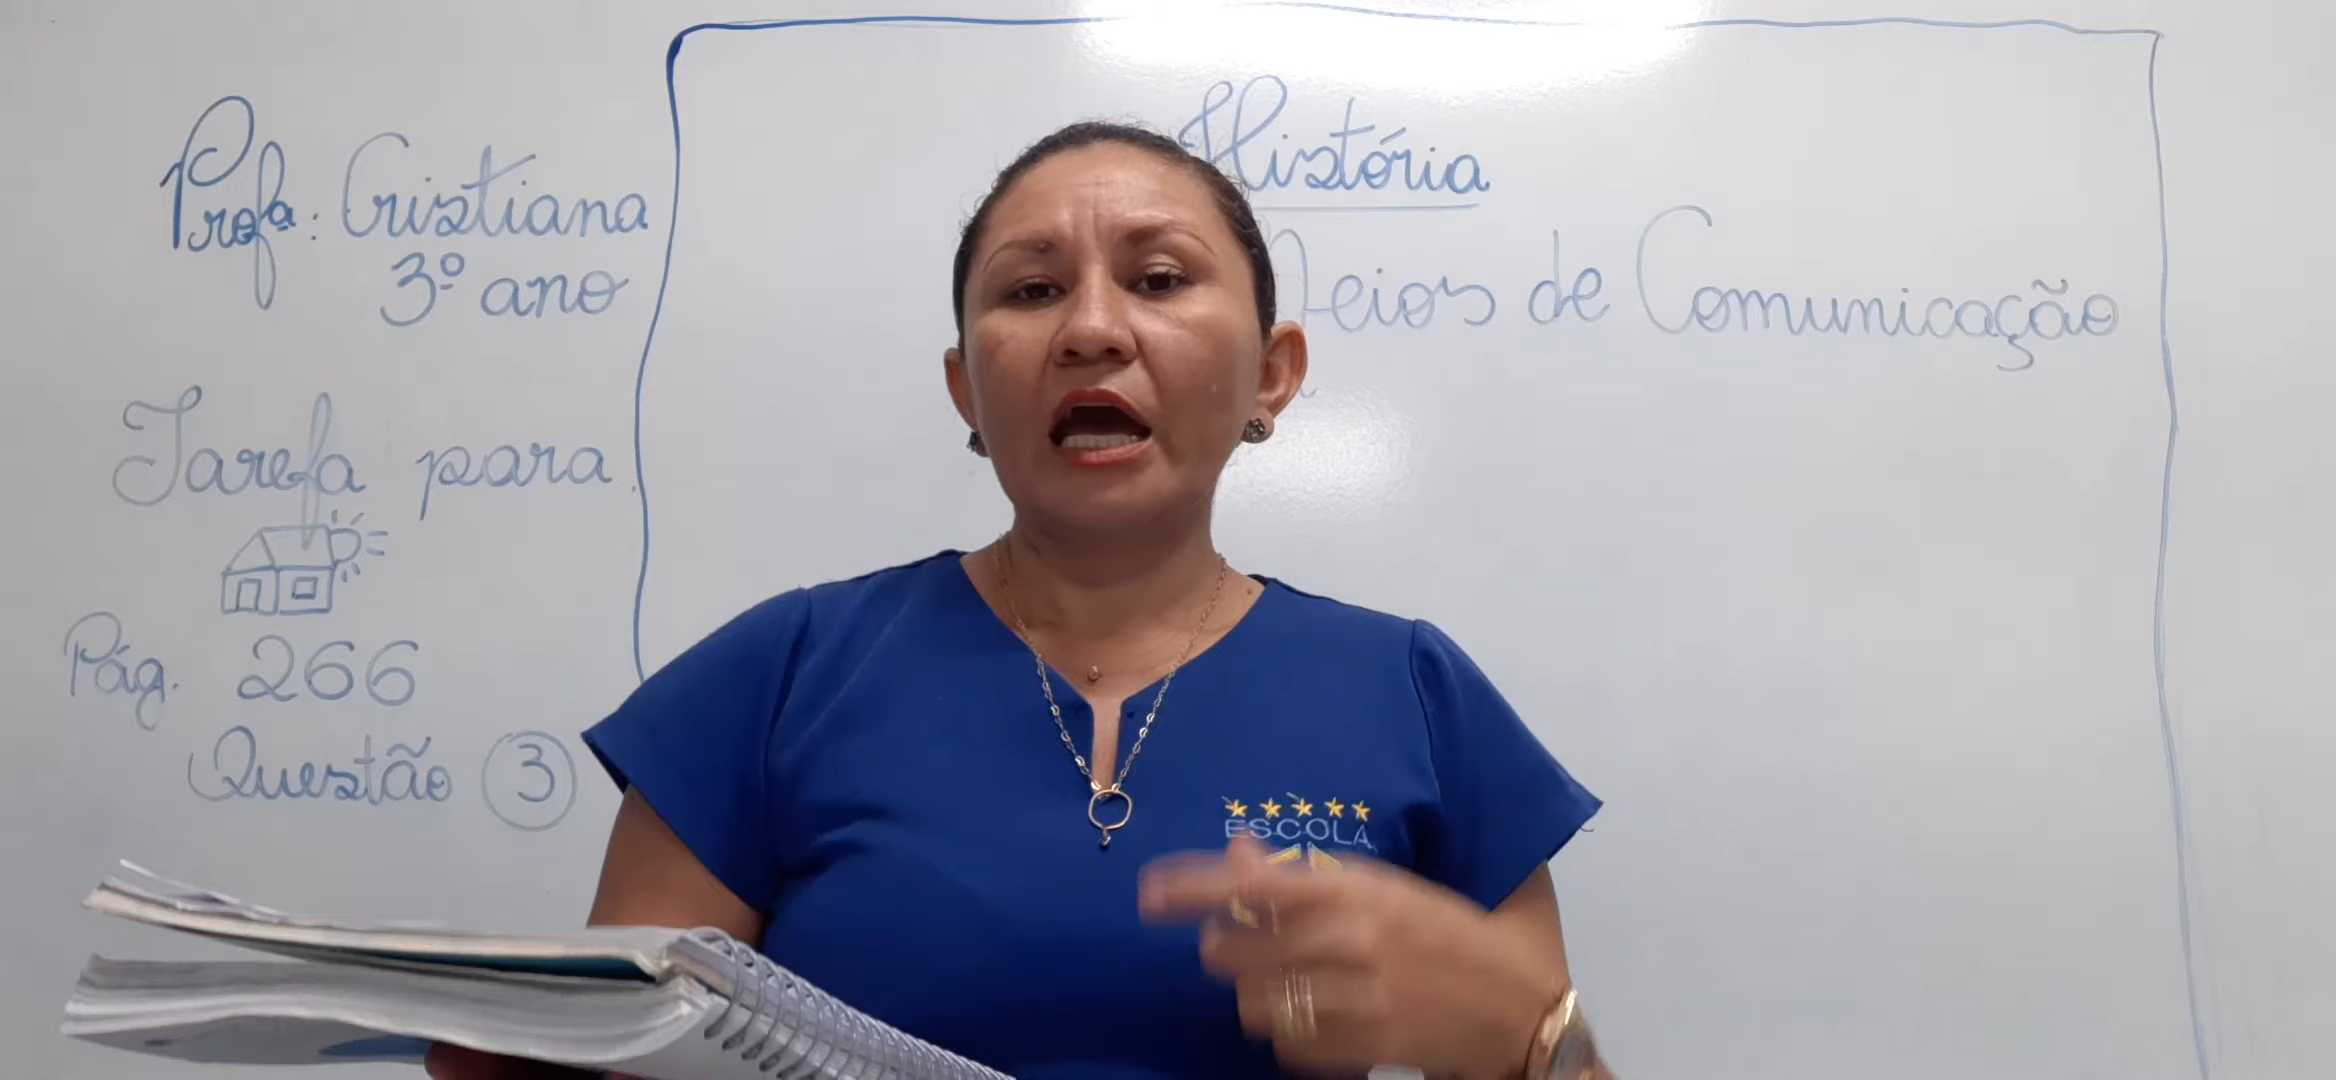 Profª: Cristiana
3º ano
Tarefa para
Pág. 266
Questão 3
História
Meios de Comunicação
ESCOLA